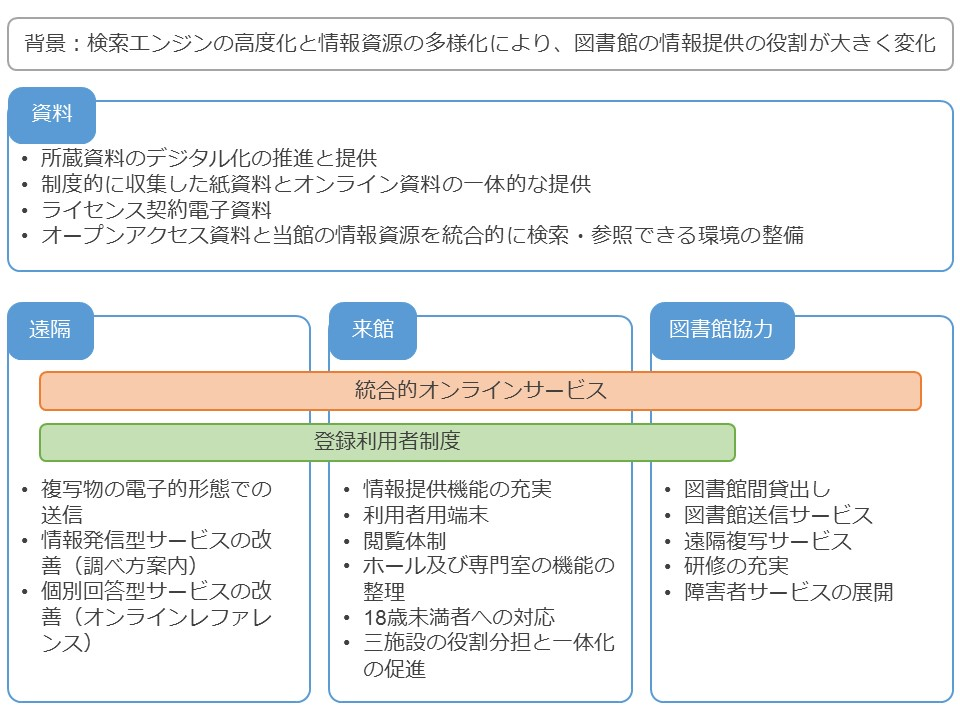 背景：検索エンジンの高度化と情報資源の多様化により、図書館の情報提供の役割が大きく変化
資料
• 所蔵資料のデジタル化の推進と提供
• 制度的に収集した紙資料とオンライン資料の一体的な提供
• ライセンス契約電子資料
• オープンアクセス資料と当館の情報資源を統合的に検索・参照できる環境の整備
遠隔
来館
図書館協力
統合的オンラインサービス
登録利用者制度
• 複写物の電子的形態での
送信
• 情報発信型サービスの改
善（調べ方案内）
• 個別回答型サービスの改
善（オンラインレファレ
ンス）
• 情報提供機能の充実
• 利用者用端末
• 閲覧体制
• ホール及び専門室の機能の
整理
• 18歳未満者への対応
• 三施設の役割分担と一体化
の促進
• 図書館間貸出し
• 図書館送信サービス
• 遠隔複写サービス
• 研修の充実
• 障害者サービスの展開